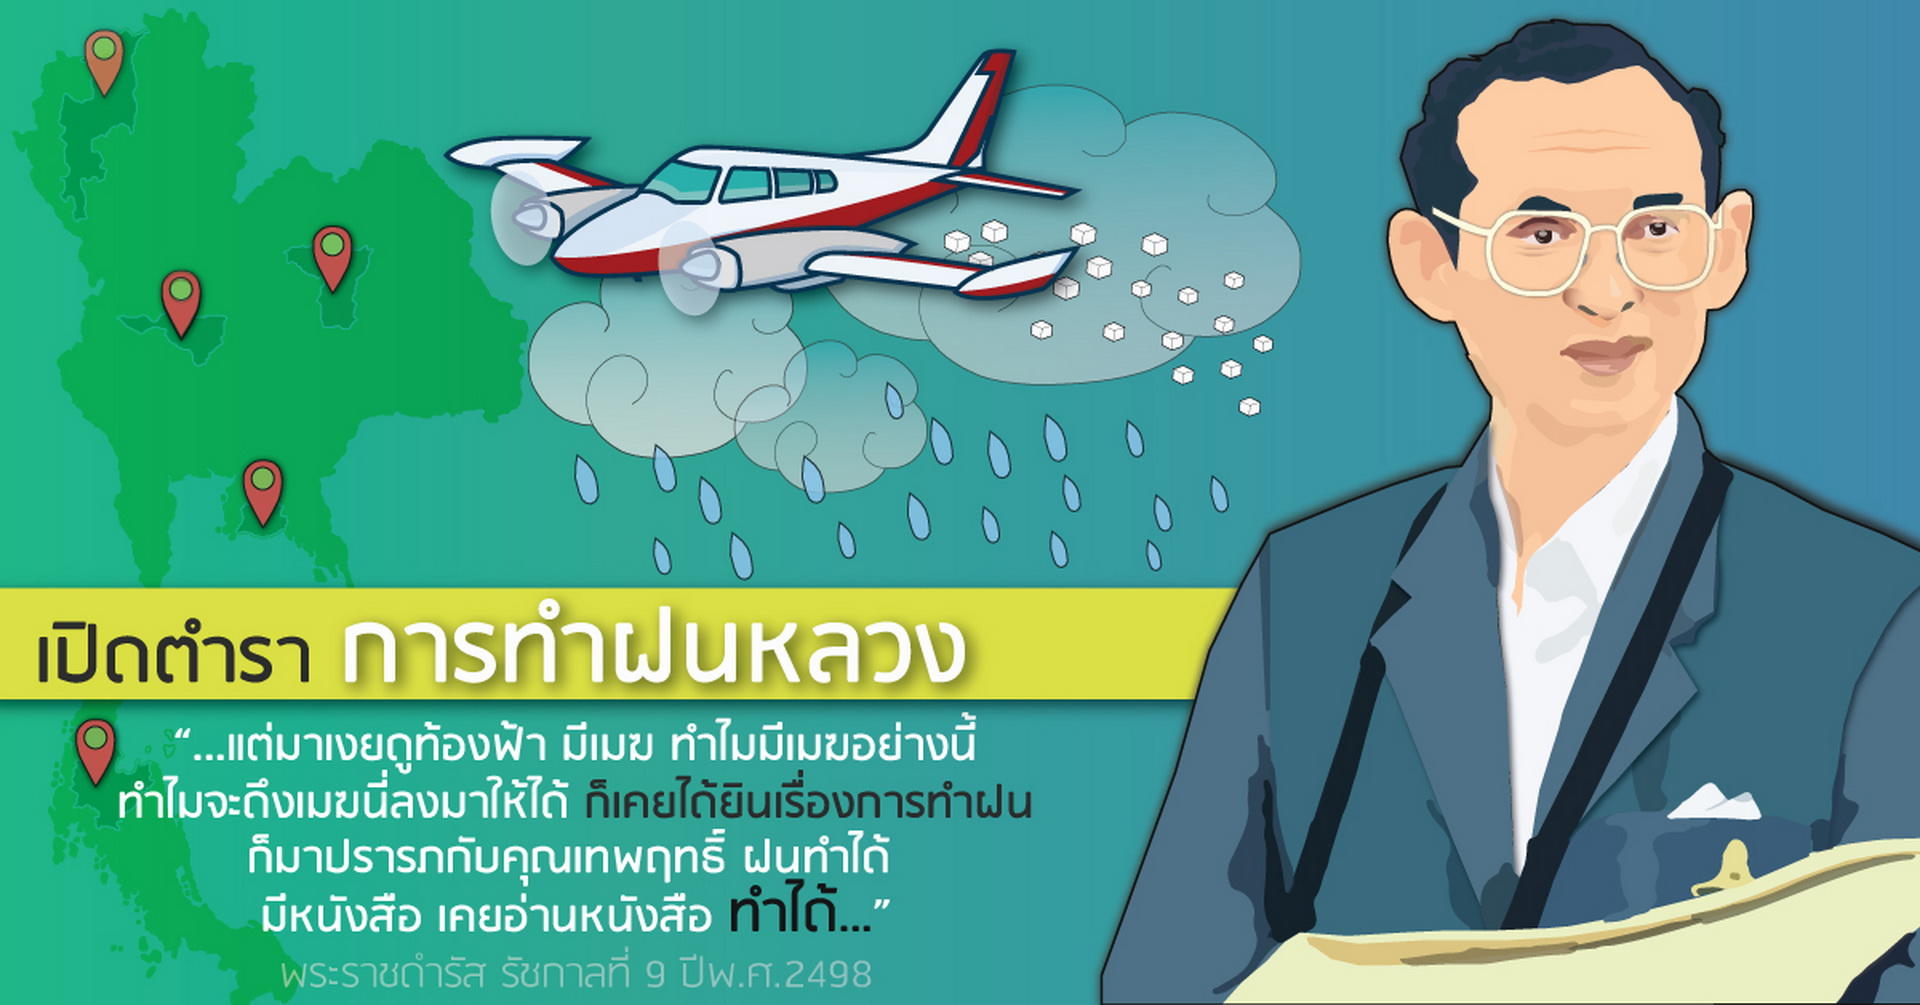 เปิดตำรา การทำฝนหลวง
“...แต่มาเงยดูท้องฟ้า มีเมฆ ทำไมมีเมฆอย่างนี้
ทำไมจะดึงเมฆนี่ลงมาให้ได้ ก็เคยได้ยินเรื่องการทำฝน
ก็มาปรารภกับคุณเทพฤทธิ์ ฝนทำได้
มีหนังสือ เคยอ่านหนังสือ ทำได้...”
พระราชดำรัส รัชกาลที่ 9 ปีพ.ศ.2498